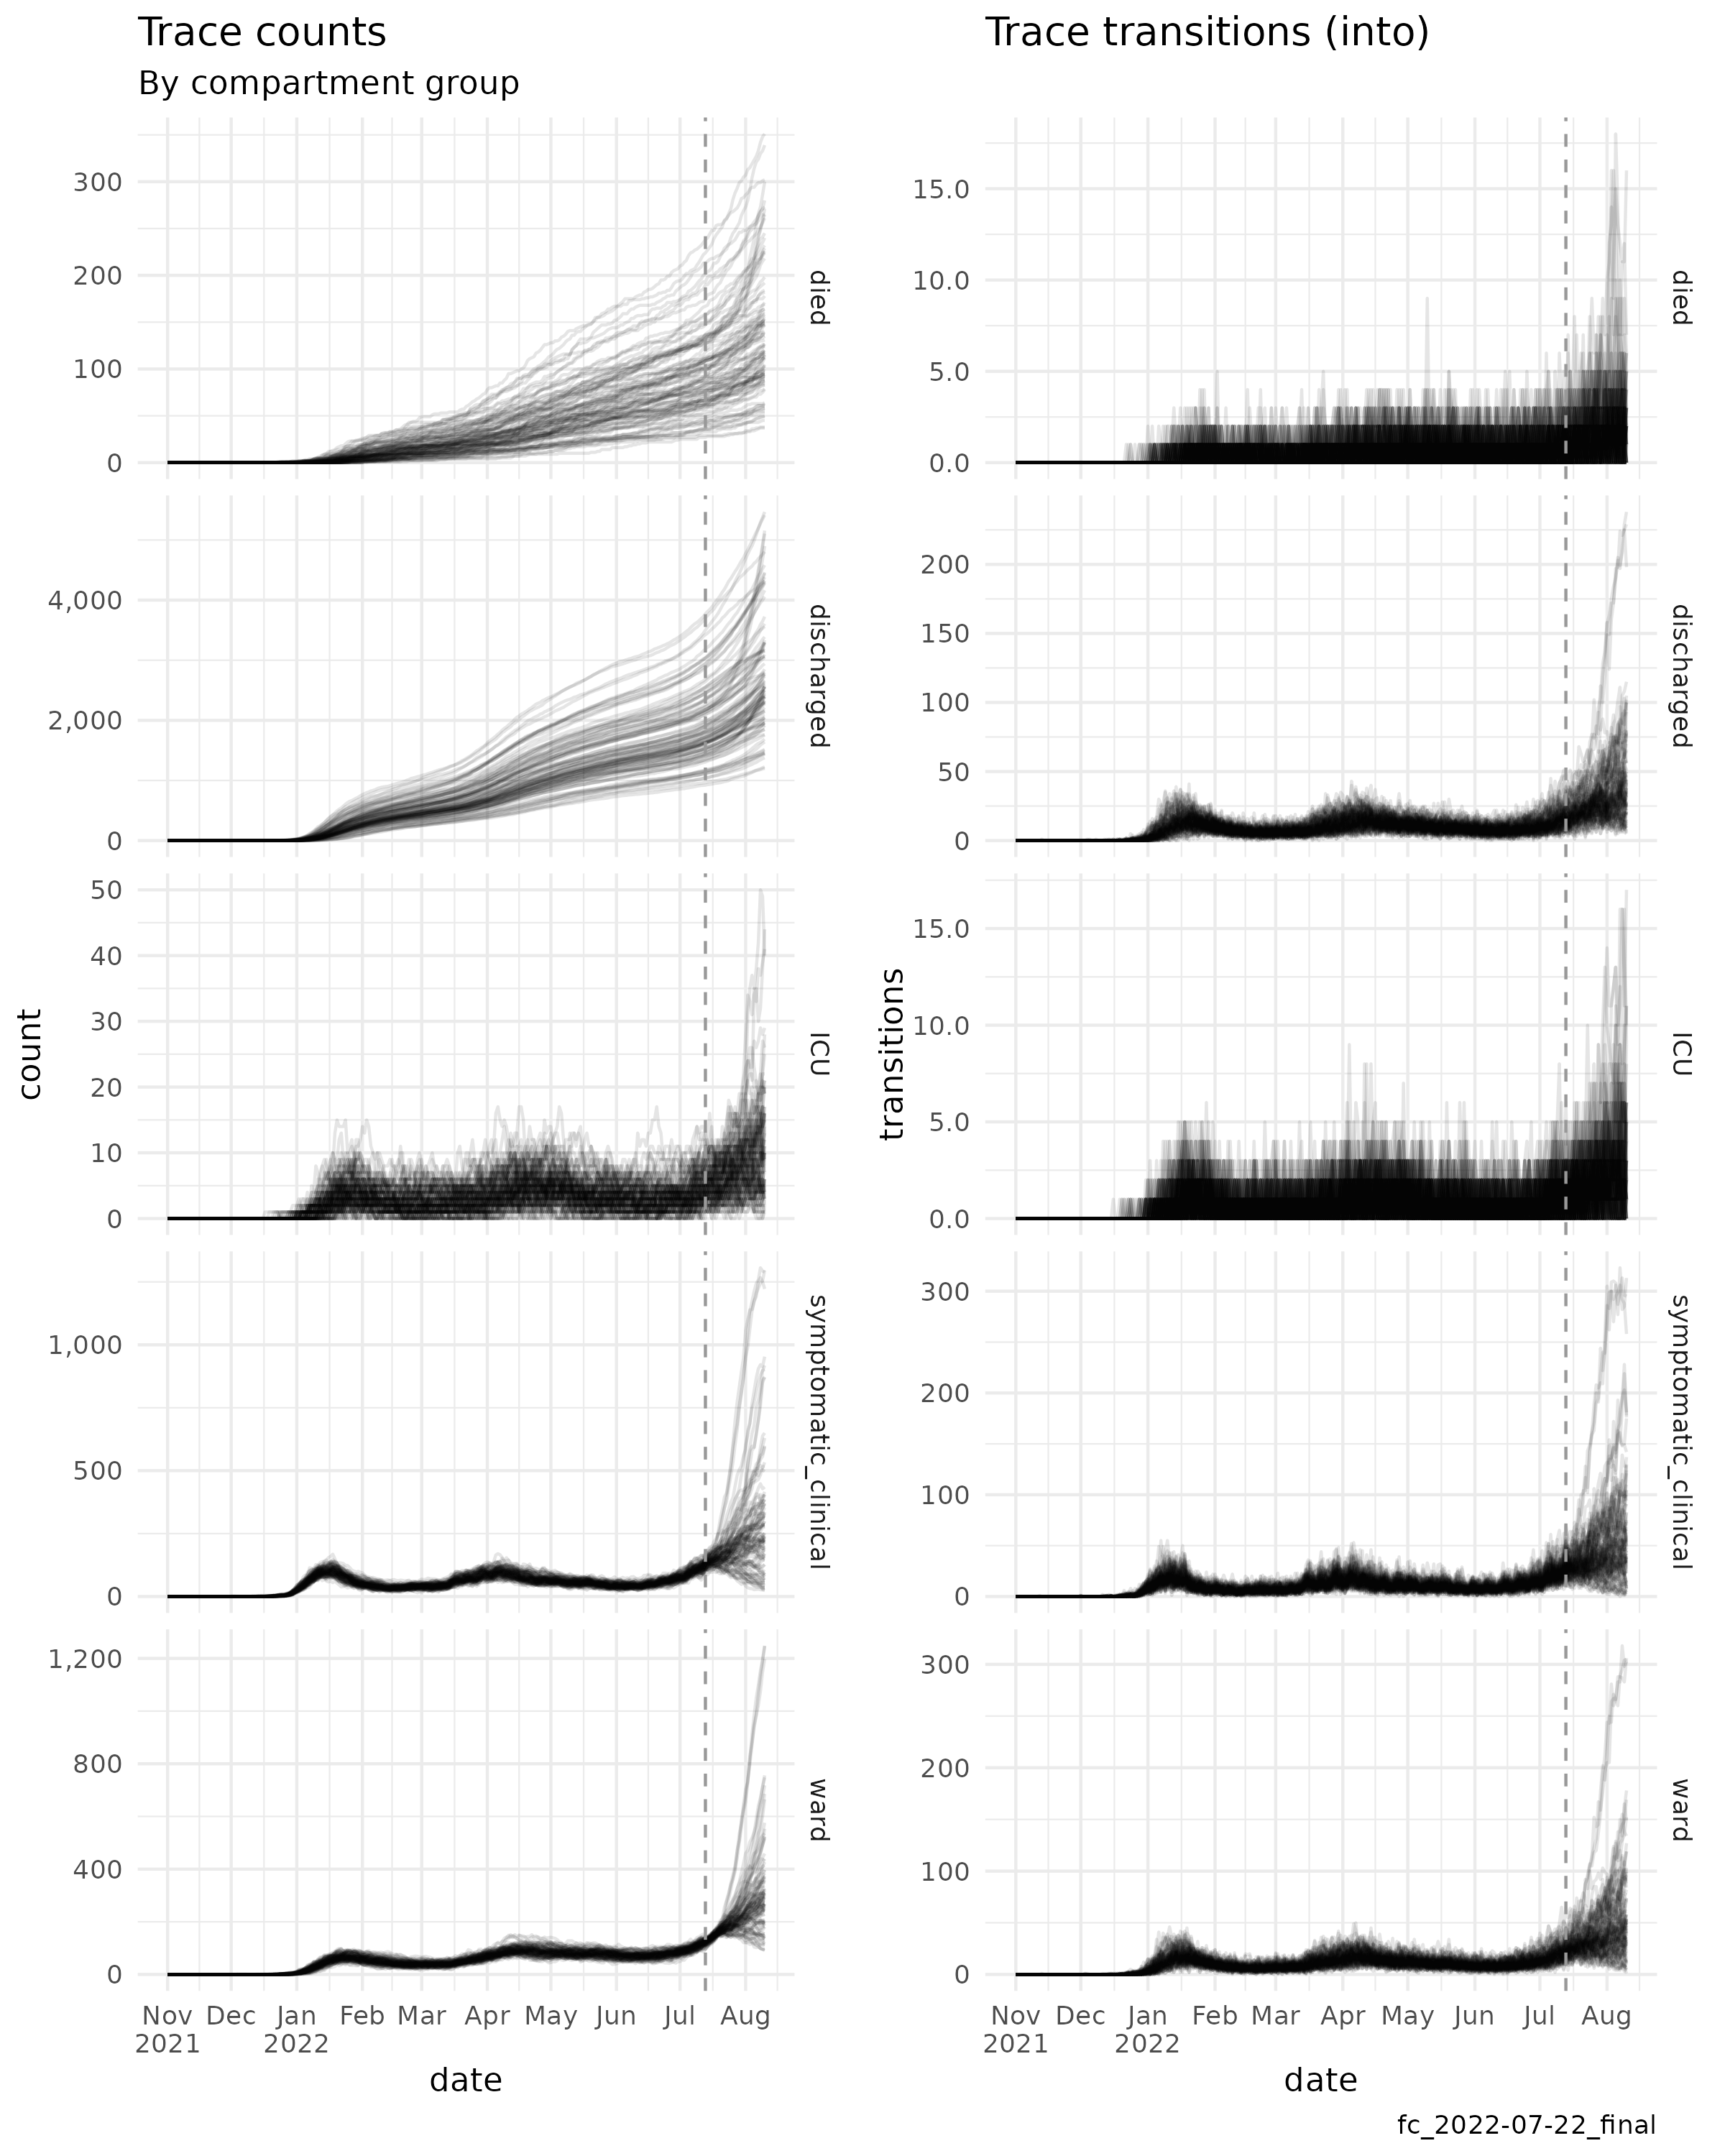 Trace counts
By compartment group
300
200
100
0
died
4,000
2,000
0
discharged
50
40
30
20
10
0
ICU
count
1,000
500
0
symptomatic_clinical
1,200
800
400
0
ward
Nov Dec Jan Feb Mar Apr May Jun Jul Aug
2021 2022
date
Trace transitions (into)
15.0
10.0
5.0
0.0
died
200
150
100
50
0
discharged
15.0
10.0
5.0
0.0
ICU
transitions
300
200
100
0
symptomatic_clinical
300
200
100
0
ward
Nov Dec Jan Feb Mar Apr May Jun Jul Aug
2021 2022
date
fc_2022-07-22_final